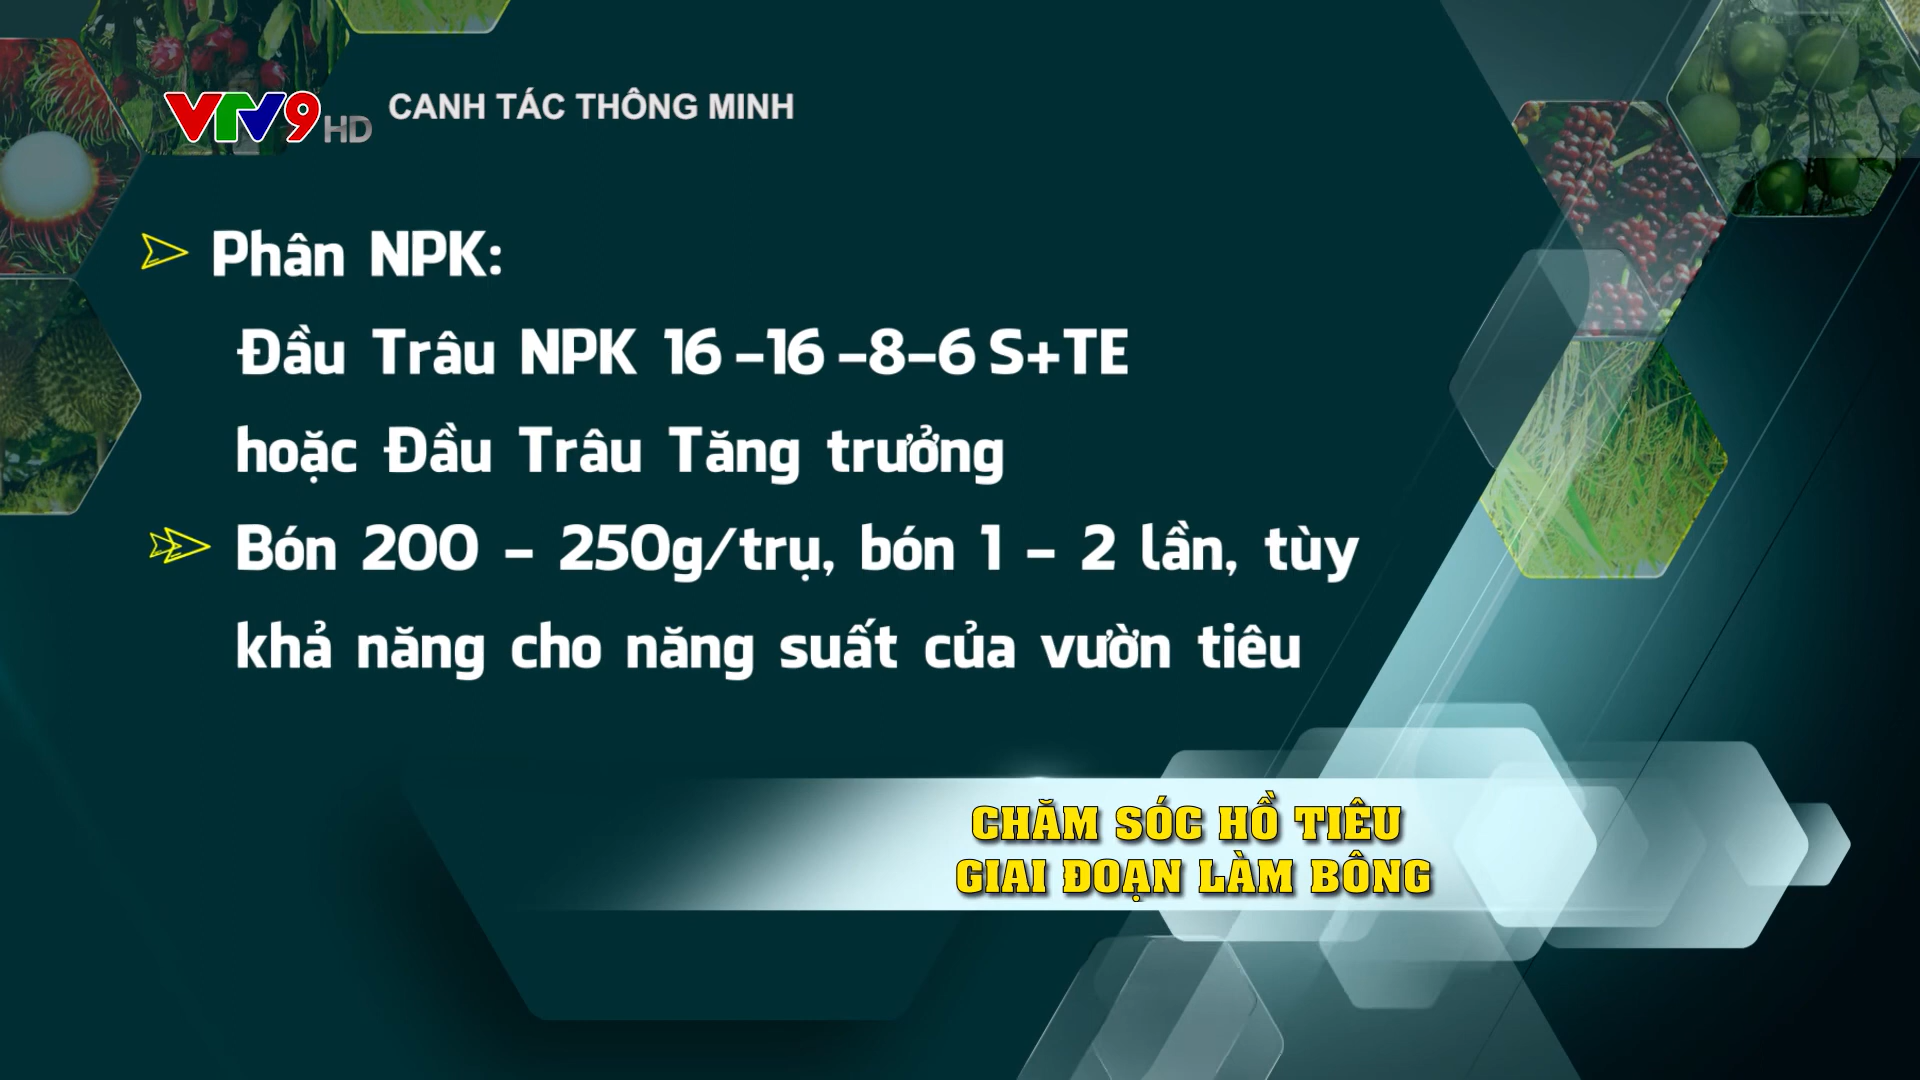 VTV9 HD CANH TÁC THÔNG MINH
Phân NPK:
Đầu Trâu NPK 16 –16 –8–6 S+TE
hoặc Đầu Trâu Tăng trưởng
Bón 200 – 250g/trụ, bón 1 – 2 lần, tùy
khả năng cho năng suất của vườn tiêu
CHĂM SÓC HỒ TIÊU
GIAI ĐOẠN LÀM BÔNG